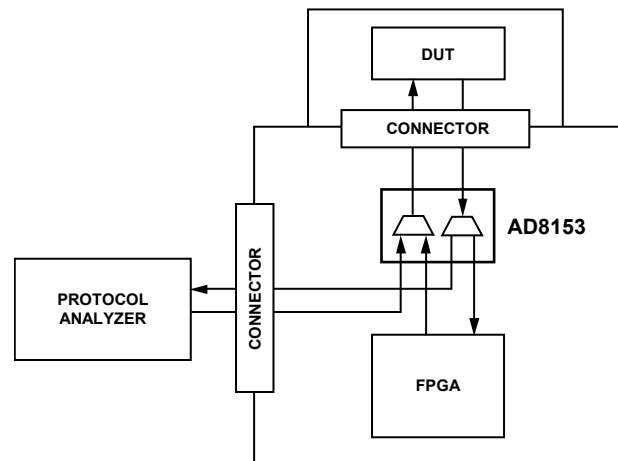 DUT
CONNECTOR
AD8153
CONNECTOR
PROTOCOL
ANALYZER
FPGA